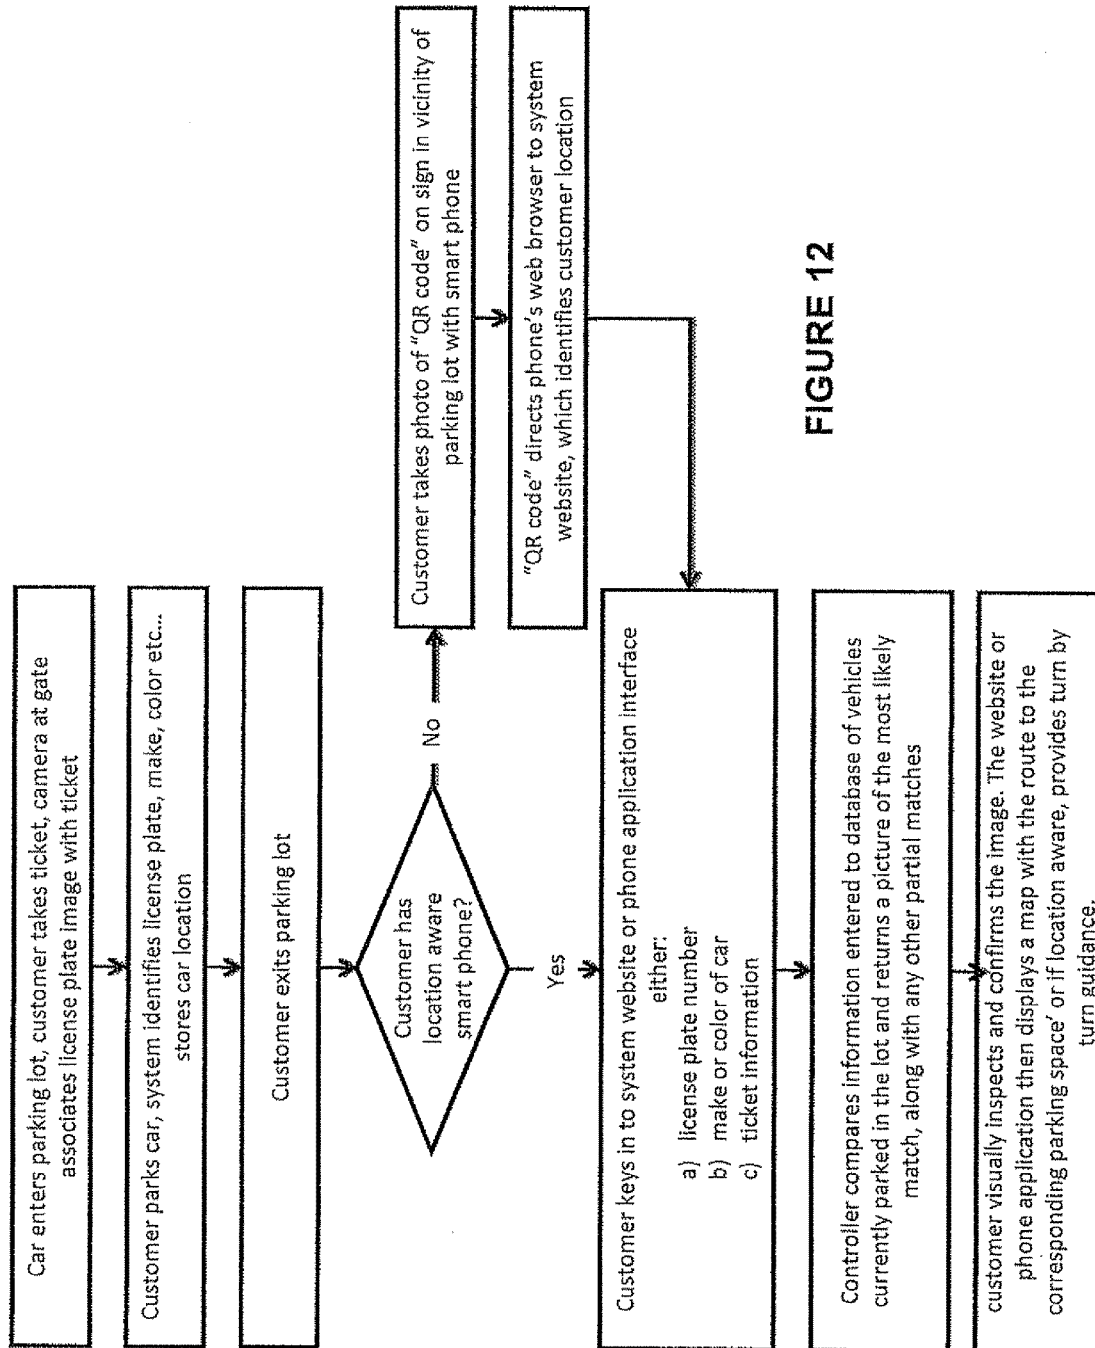 Car enters parking lot, customer takes ticket, camera at gate
associates license plate image with ticket
Customer parks car, system identifies license plate, make, color etc...
stores car location
Customer exits parking lot
Customer has
location aware
smart phone?
No
Customer takes photo of "QR code" on sign in vicinity of
parking lot with smart phone
"QR code" directs phone's web browser to system
website, which identifies customer location
Yes
Customer keys in to system website or phone application interface
either:
a) license plate number
b) make or color of car
c) ticket information
Controller compares information entered to database of vehicles
currently parked in the lot and returns a picture of the most likely
match, along with any other partial matches
customer visually inspects and confirms the image. The website or
phone application then displays a map with the route to the
corresponding parking space' or if location aware, provides turn by
turn guidance.
FIGURE 12